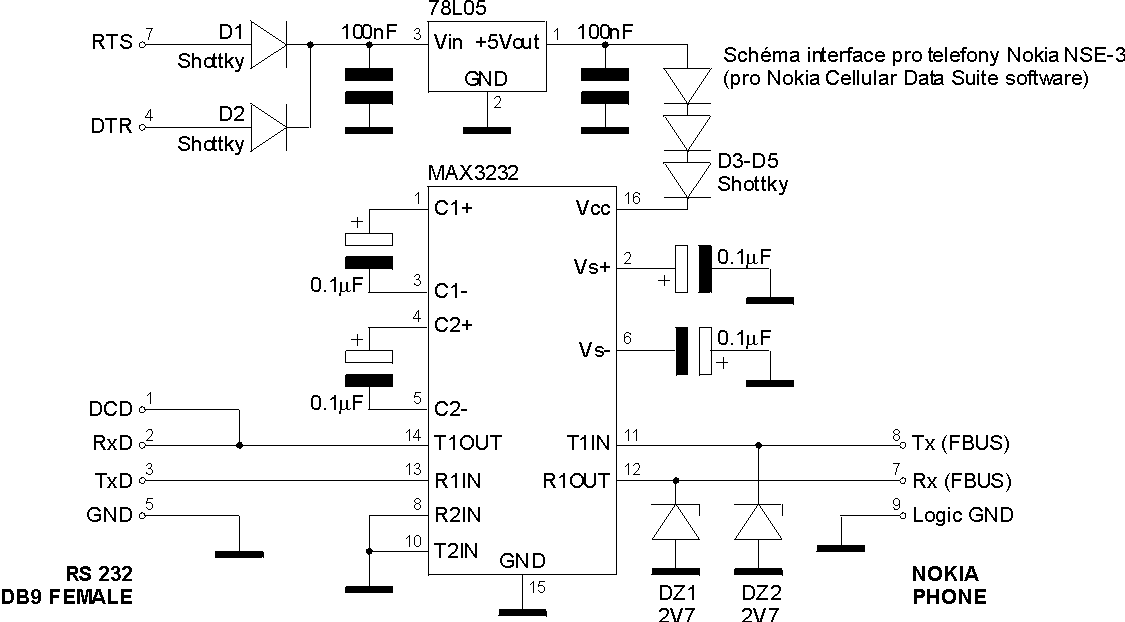 78L05
RTS 7
D1
Shottky
100nF
3 Vin +5Vout 1
GND
2
100nF
Schéma interface pro telefony Nokia NSE-3
(pro Nokia Cellular Data Suite software)
DTR 4
D2
Shottky
D3-D5
Shottky
MAX3232
1 C1+
Vcc 16
+
0.1µF
3 C1-
Vs+ 2
+
0.1µF
4 C2+
+
0.1µF
5 C2-
Vs- 6
+
0.1µF
DCD 1
RxD 2
14 T1OUT
T1IN 11
8 Tx (FBUS)
TxD 3
13 R1IN
R1OUT 12
7 Rx (FBUS)
GND 5
8 R2IN
9 Logic GND
10 T2IN
GND
15
RS 232
DB9 FEMALE
DZ1
2V7
DZ2
2V7
NOKIA
PHONE